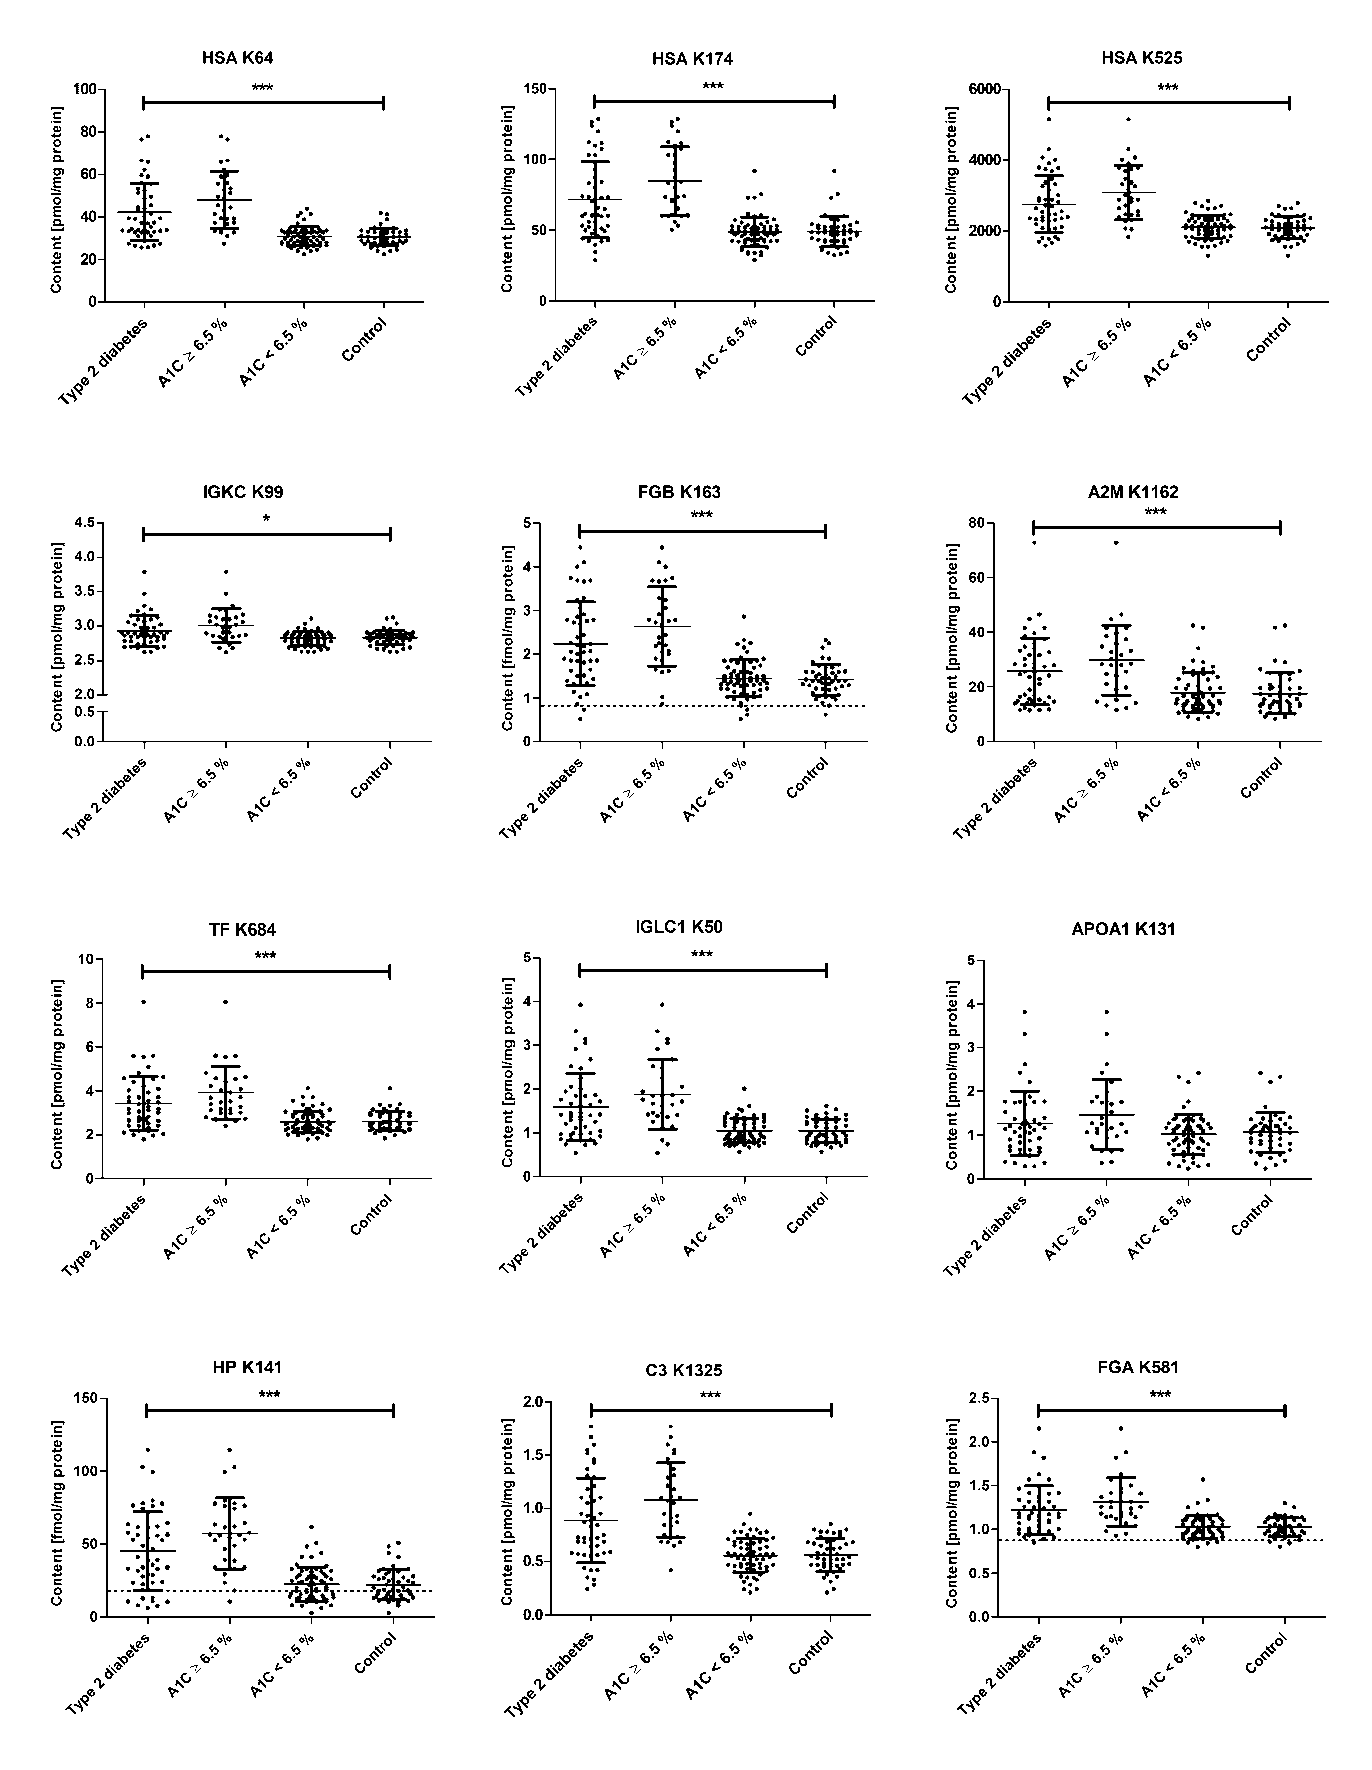 HSA K64
***
Content [pmol/mg protein]
100
80
60
40
20
0
Type 2 diabetes
A1C ≥ 6.5 %
A1C < 6.5 %
Control
HSA K174
***
Content [pmol/mg protein]
150
100
50
0
Type 2 diabetes
A1C ≥ 6.5 %
A1C < 6.5 %
Control
HSA K525
***
Content [pmol/mg protein]
6000
4000
2000
0
Type 2 diabetes
A1C ≥ 6.5 %
A1C < 6.5 %
Control
IGKC K99
*
Content [pmol/mg protein]
4.5
4.0
3.5
3.0
2.5
2.0
0.5
0.0
Type 2 diabetes
A1C ≥ 6.5 %
A1C < 6.5 %
Control
FGB K163
***
Content [fmol/mg protein]
5
4
3
2
1
0
Type 2 diabetes
A1C ≥ 6.5 %
A1C < 6.5 %
Control
A2M K1162
***
Content [pmol/mg protein]
80
60
40
20
0
Type 2 diabetes
A1C ≥ 6.5 %
A1C < 6.5 %
Control
TF K684
***
Content [pmol/mg protein]
10
8
6
4
2
0
Type 2 diabetes
A1C ≥ 6.5 %
A1C < 6.5 %
Control
IGLC1 K50
***
Content [pmol/mg protein]
5
4
3
2
1
0
Type 2 diabetes
A1C ≥ 6.5 %
A1C < 6.5 %
Control
APOA1 K131
Content [pmol/mg protein]
5
4
3
2
1
0
Type 2 diabetes
A1C ≥ 6.5 %
A1C < 6.5 %
Control
HP K141
***
Content [fmol/mg protein]
150
100
50
0
Type 2 diabetes
A1C ≥ 6.5 %
A1C < 6.5 %
Control
C3 K1325
***
Content [pmol/mg protein]
2.0
1.5
1.0
0.5
0.0
Type 2 diabetes
A1C ≥ 6.5 %
A1C < 6.5 %
Control
FGA K581
***
Content [pmol/mg protein]
2.5
2.0
1.5
1.0
0.5
0.0
Type 2 diabetes
A1C ≥ 6.5 %
A1C < 6.5 %
Control